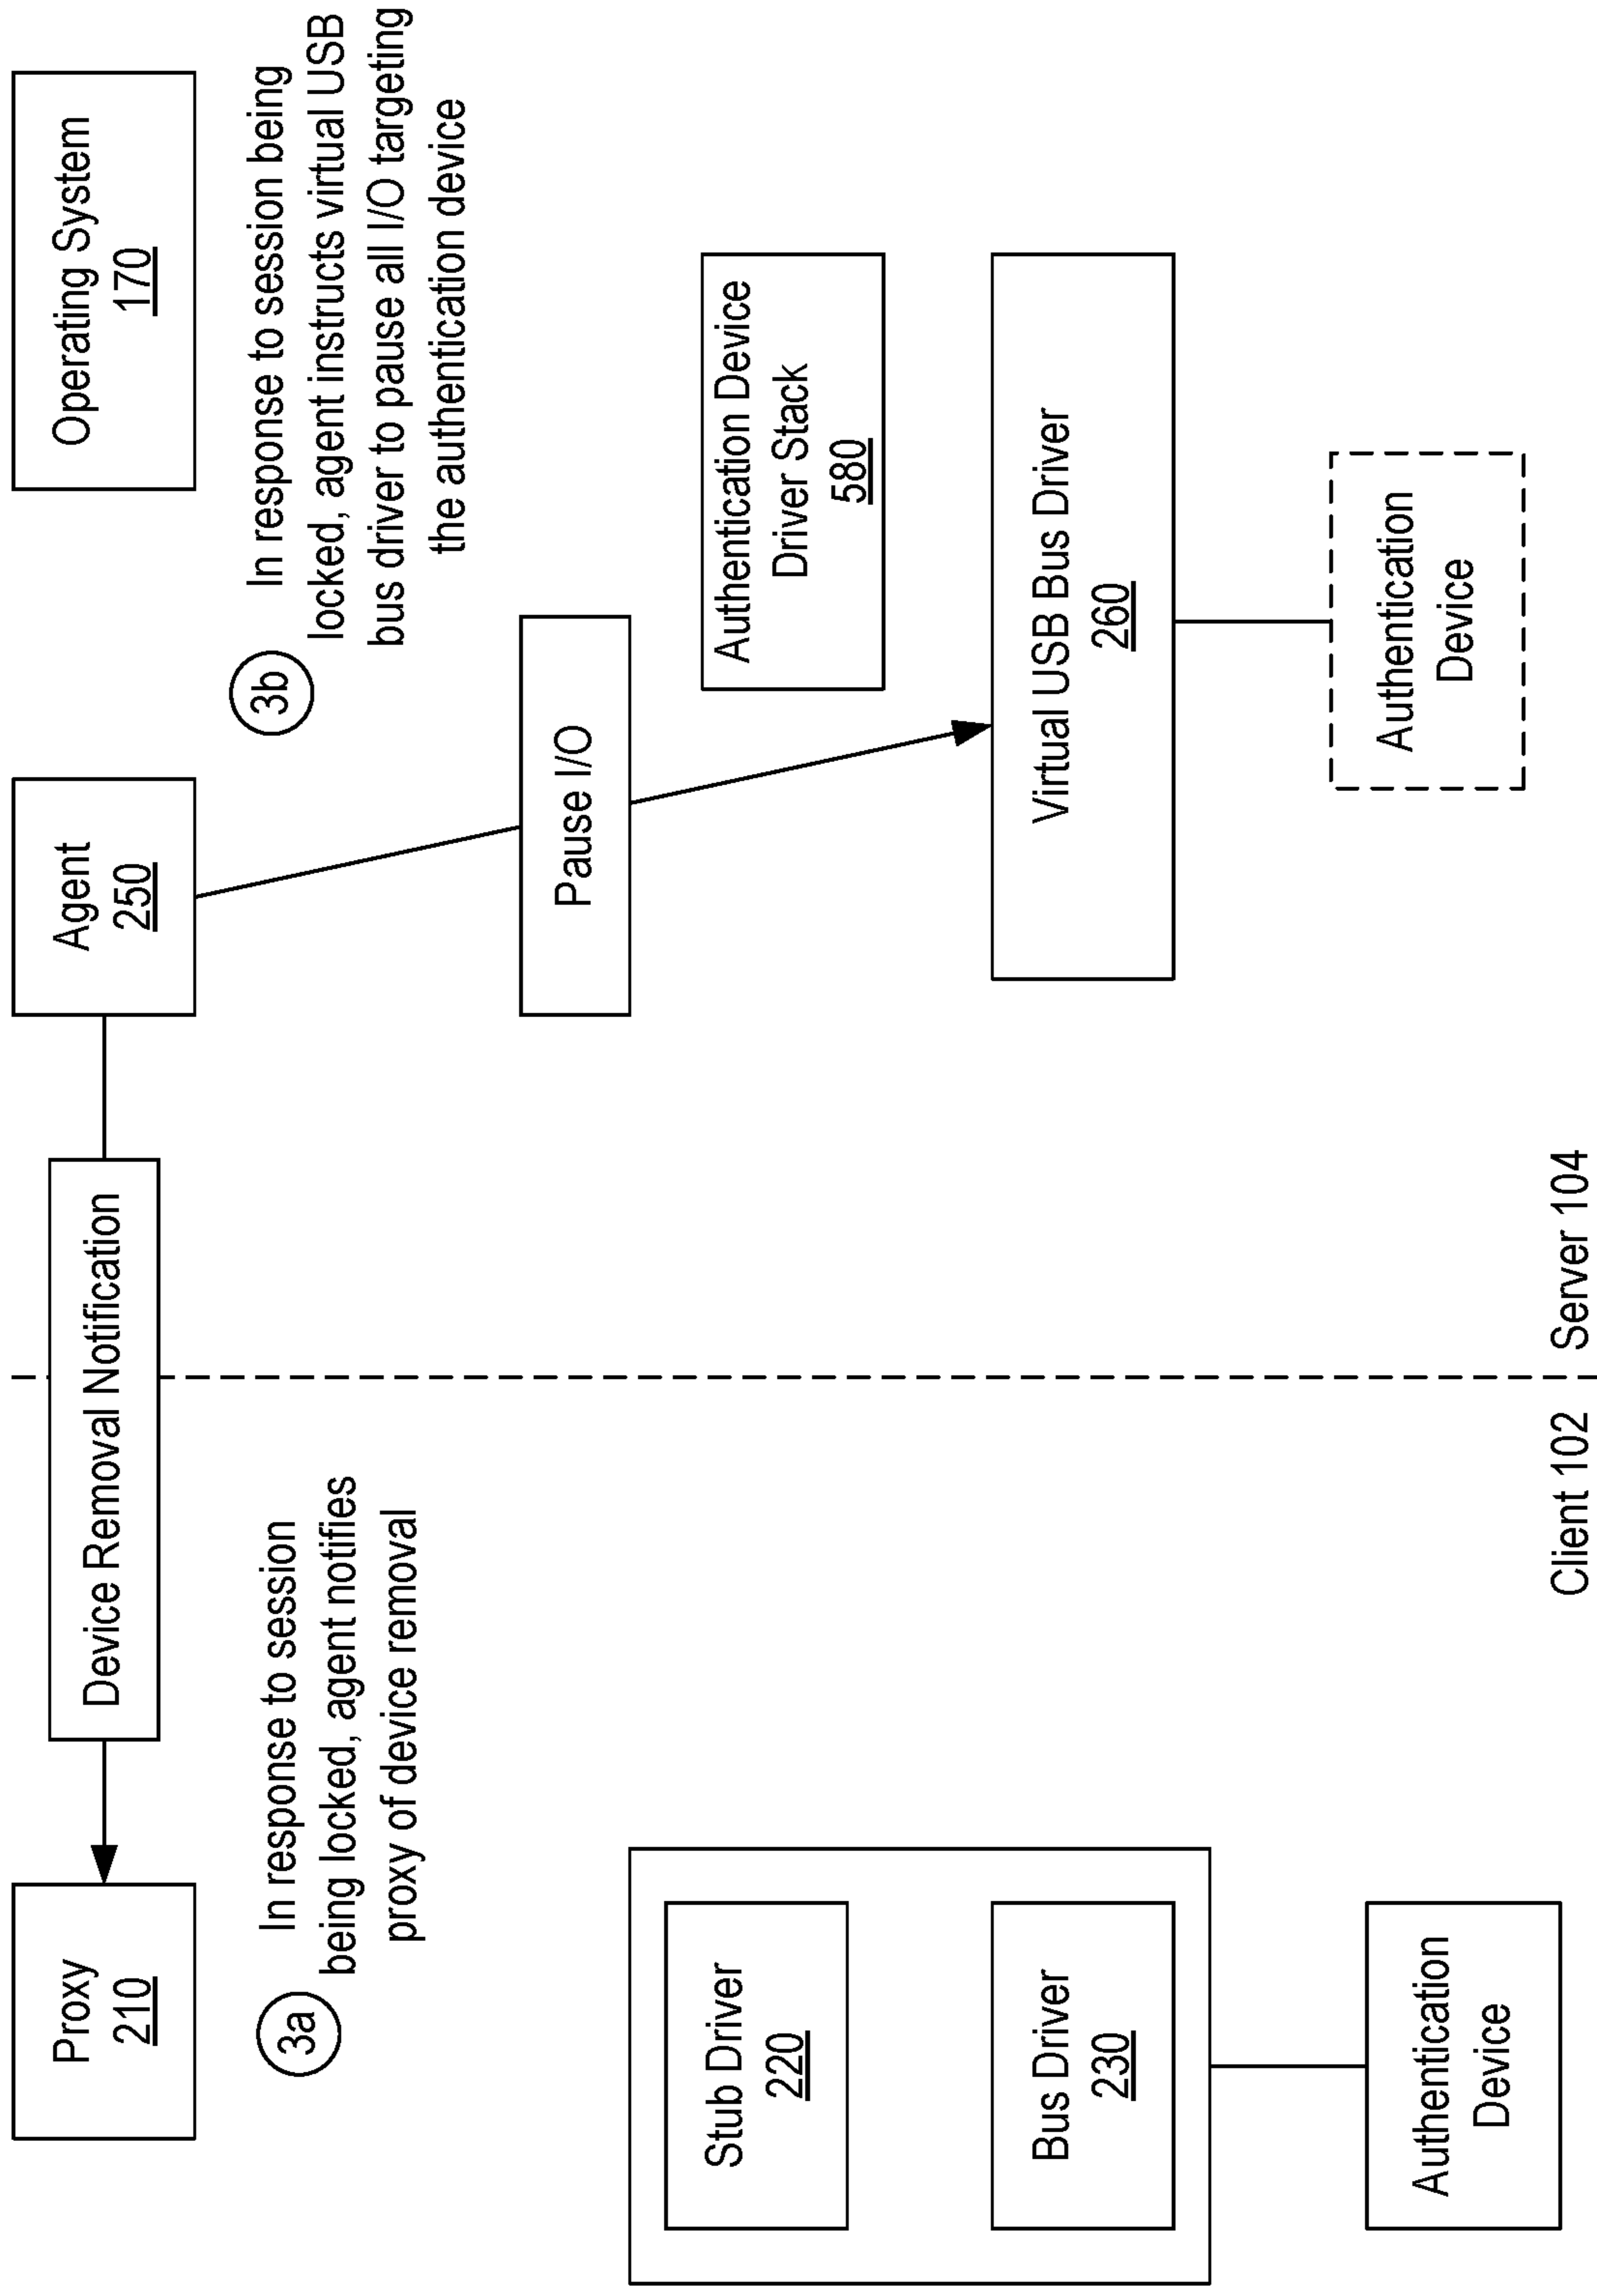 Proxy
210
Device Removal Notification
Agent
250
Operating System
170
3a
In response to session
being locked, agent notifies
proxy of device removal
3b
In response to session being
locked, agent instructs virtual USB
bus driver to pause all I/O targeting
the authentication device
Pause I/O
Stub Driver
220
Authentication Device
Driver Stack
580
Bus Driver
230
Virtual USB Bus Driver
260
Authentication
Device
Authentication
Device
Client 102
Server 104